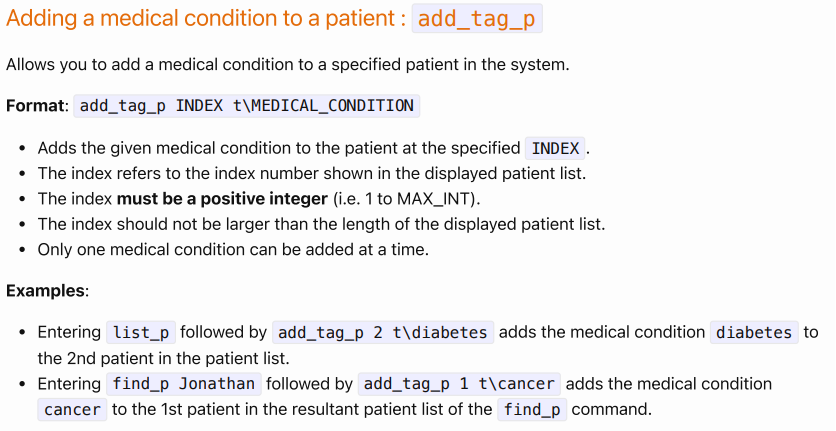 Adding a medical condition to a patient : add_tag_p
Allows you to add a medical condition to a specified patient in the system.
Format: add_tag_p INDEX t\MEDICAL_CONDITION
• Adds the given medical condition to the patient at the specified INDEX.
• The index refers to the index number shown in the displayed patient list.
• The index must be a positive integer (i.e. 1 to MAX_INT).
• The index should not be larger than the length of the displayed patient list.
• Only one medical condition can be added at a time.
Examples:
• Entering list_p followed by add_tag_p 2 t\diabetes adds the medical condition diabetes to
the 2nd patient in the patient list.
• Entering find_p Jonathan followed by add_tag_p 1 t\cancer adds the medical condition
cancer to the 1st patient in the resultant patient list of the find_p command.